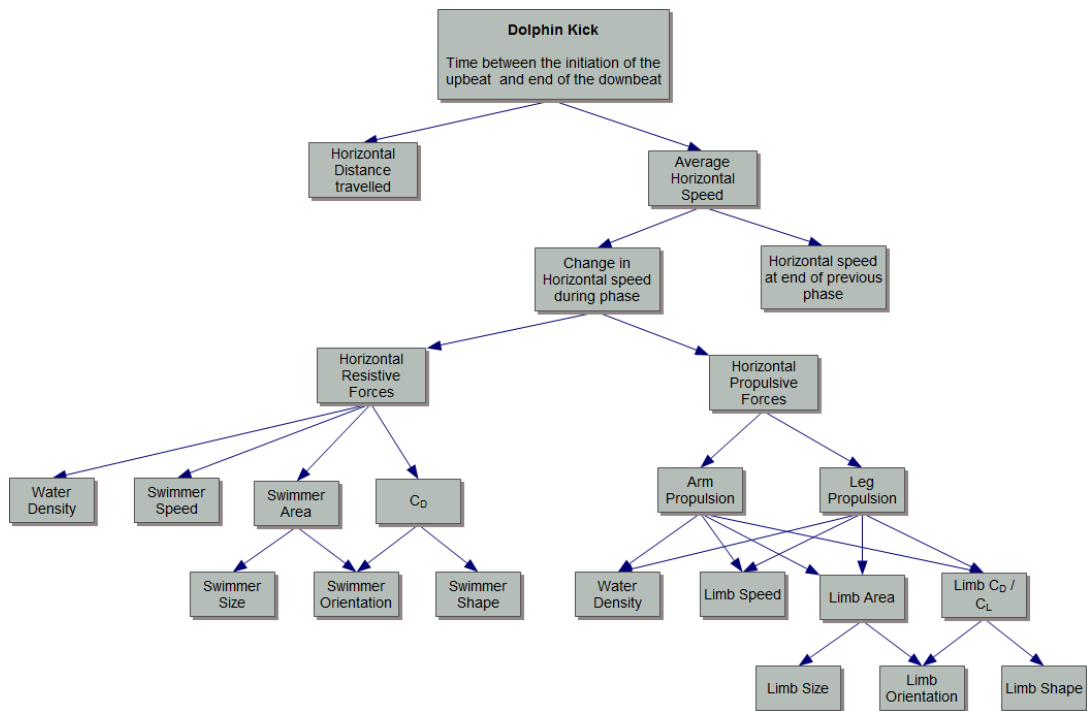 Dolphin Kick
Time between the initiation of the
upbeat and end of the downbeat
Horizontal
Distance
travelled
Average
Horizontal
Speed
Change in
Horizontal speed
during phase
Horizontal speed
at end of previous
phase
Horizontal
Resistive
Forces
Horizontal
Propulsive
Forces
Water
Density
Swimmer
Speed
Swimmer
Area
C_D
Arm
Propulsion
Leg
Propulsion
Swimmer
Size
Swimmer
Orientation
Swimmer
Shape
Water
Density
Limb Speed
Limb Area
Limb C_D /
C_L
Limb Size
Limb
Orientation
Limb Shape